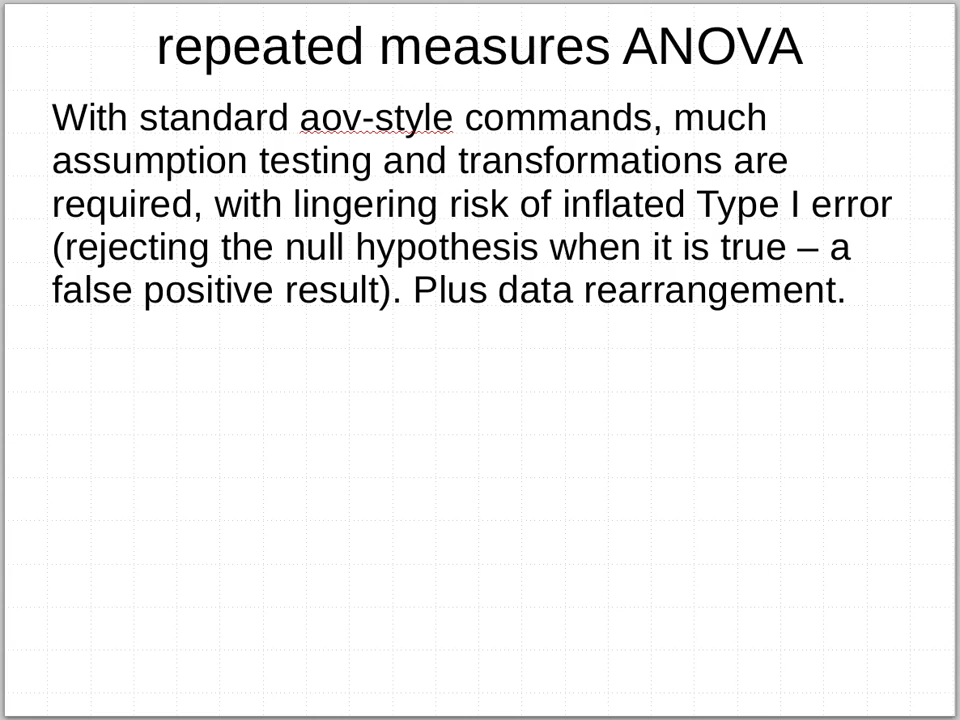 repeated measures ANOVA
With standard aov-style commands, much
assumption testing and transformations are
required, with lingering risk of inflated Type I error
(rejecting the null hypothesis when it is true – a
false positive result). Plus data rearrangement.